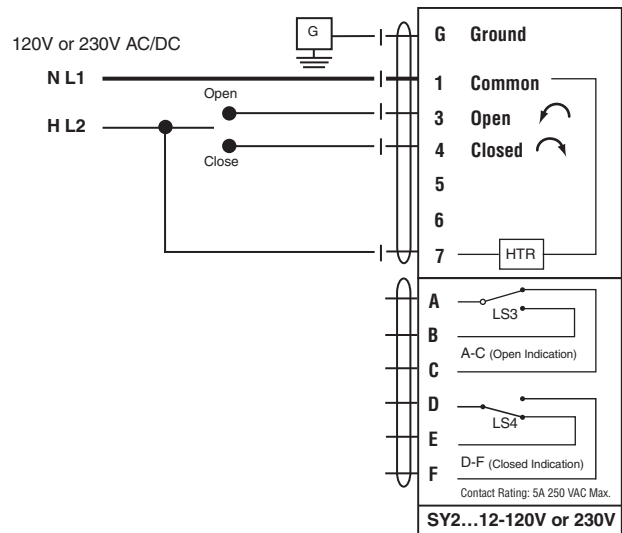 120V or 230V AC/DC
G
G Ground
N L1
1 Common
Open
3 Open
H L2
4 Closed
Close
5
6
7 HTR
A
LS3
B
A-C (Open Indication)
C
D
LS4
E
D-F (Closed Indication)
F
Contact Rating: 5A 250 VAC Max.
SY2...12-120V or 230V